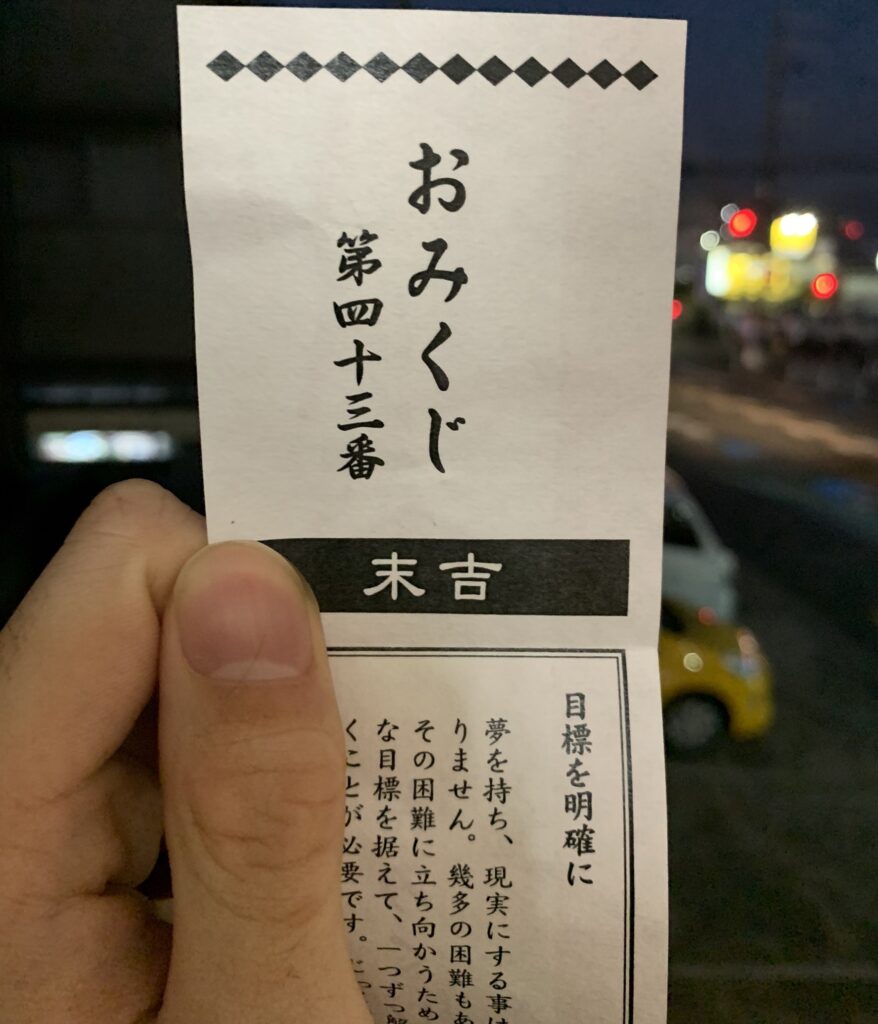 おみくじ
第四十三番
末吉
目標を明確に
夢を持ち、現実にする事は
りません。幾多の困難もあ
その困難に立ち向かうため
な目標を据えて、一つずつ
くことが必要です。